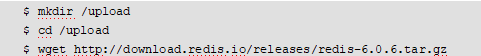 $ mkdir /upload
$ cd /upload
$ wget http://download.redis.io/releases/redis-6.0.6.tar.gz